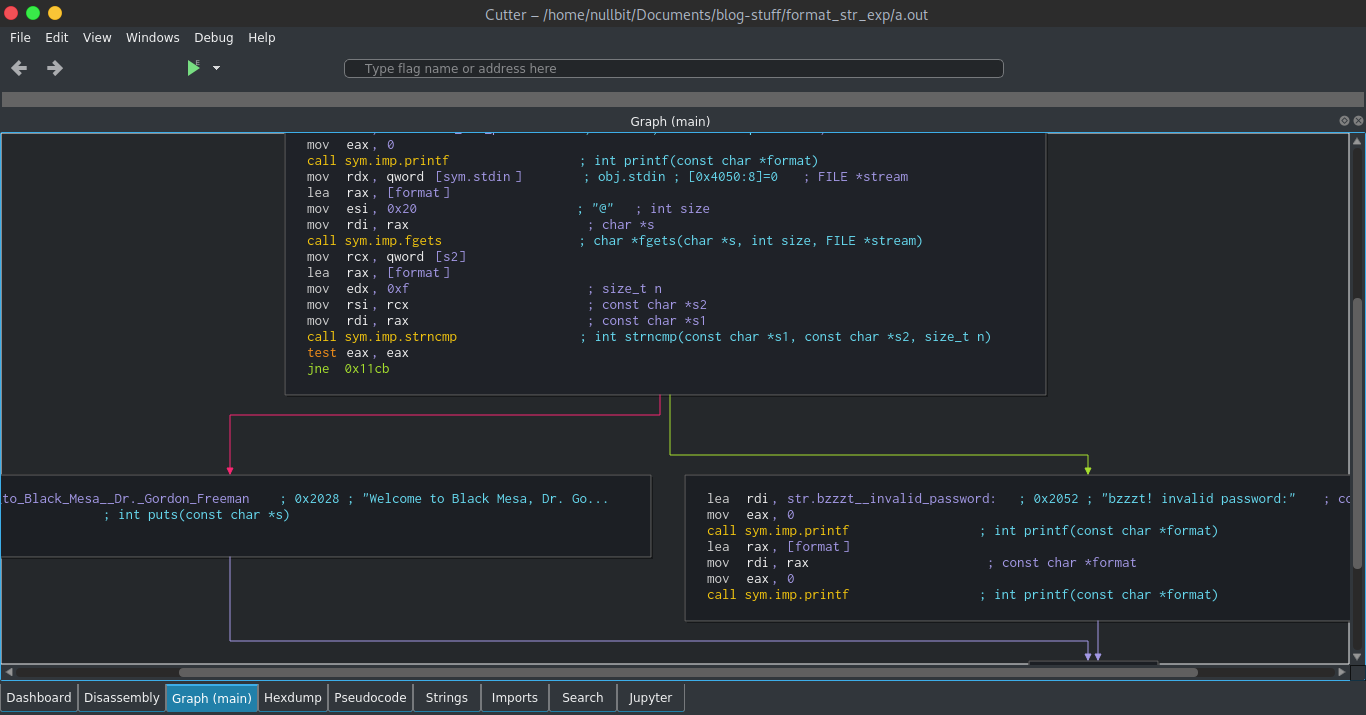 Cutter – /home/nullbit/Documents/blog-stuff/format_str_exp/a.out
File Edit View Windows Debug Help
E
Type flag name or address here
Graph (main)
mov eax, 0
call sym.imp.printf ; int printf(const char *format)
mov rdx, qword [sym.stdin] ; obj.stdin ; [0x4050:8]=0 ; FILE *stream
lea rax, [format]
mov esi, 0x20 ; "@" ; int size
mov rdi, rax ; char *s
call sym.imp.fgets ; char *fgets(char *s, int size, FILE *stream)
mov rcx, qword [s2]
lea rax, [format]
mov edx, 0xf ; size_t n
mov rsi, rcx ; const char *s2
mov rdi, rax ; const char *s1
call sym.imp.strncmp ; int strncmp(const char *s1, const char *s2, size_t n)
test eax, eax
jne 0x11cb
to_Black_Mesa__Dr._Gordon_Freeman ; 0x2028 ; "Welcome to Black Mesa, Dr. Go...
; int puts(const char *s)
lea rdi, str.bzzzt__invalid_password: ; 0x2052 ; "bzzzt! invalid password:" ; co
mov eax, 0
call sym.imp.printf ; int printf(const char *format)
lea rax, [format]
mov rdi, rax ; const char *format
mov eax, 0
call sym.imp.printf ; int printf(const char *format)
Dashboard Disassembly Graph (main) Hexdump Pseudocode Strings Imports Search Jupyter